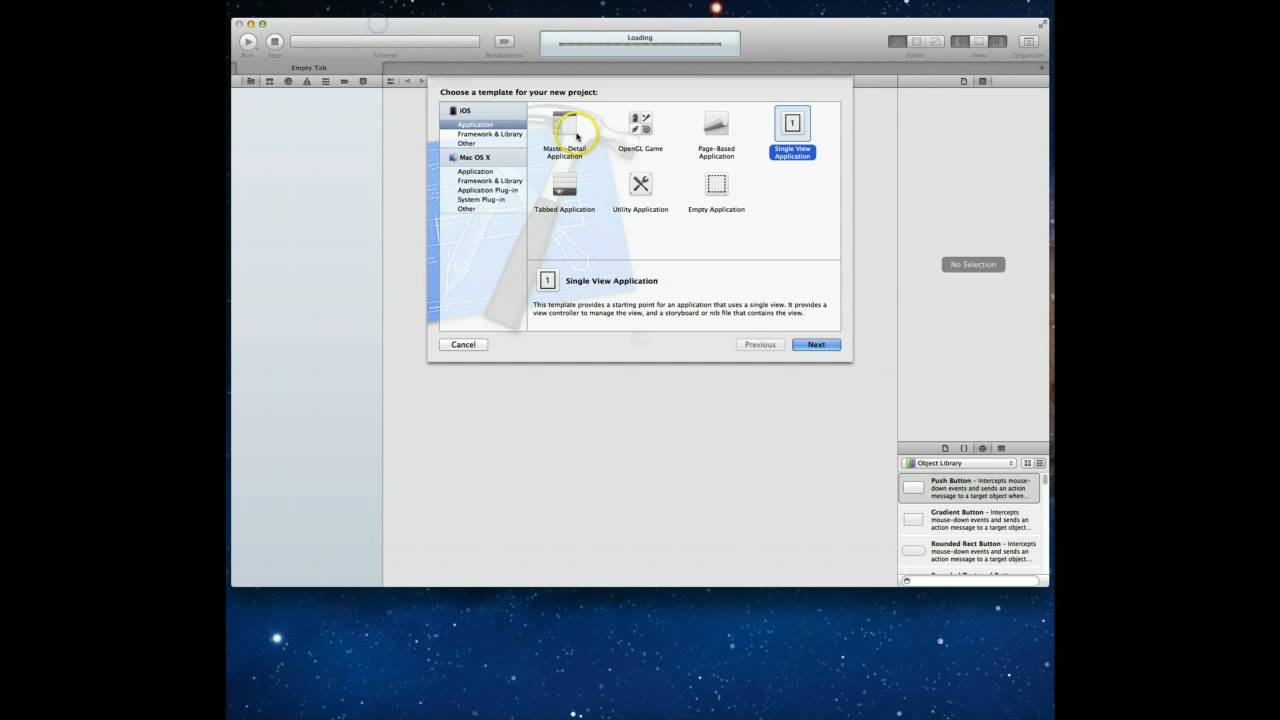 Loading
Run
Stop
Scheme
Breakpoints
Editor
View
Organizer
Empty Tab
Choose a template for your new project:
iOS
Application
Framework & Library
Other
Mac OS X
Application
Framework & Library
Application Plug-in
System Plug-in
Other
Master-Detail
Application
OpenGL Game
Page-Based
Application
1
Single View
Application
Tabbed Application
Utility Application
Empty Application
1
Single View Application
This template provides a starting point for an application that uses a single view. It provides a
view controller to manage the view, and a storyboard or nib file that contains the view.
Cancel
Previous
Next
No Selection
Object Library
Push Button – Intercepts mouse-
down events and sends an action
message to a target object when...
Gradient Button – Intercepts
mouse-down events and sends an
action message to a target object...
Rounded Rect Button – Intercepts
mouse-down events and sends an
action message to a target object...